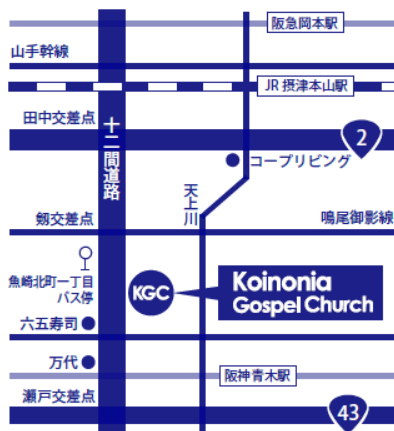 阪急岡本駅
山手幹線
JR 摂津本山駅
田中交差点
十二間道路
2
コープリビング
天上川
剱交差点
鳴尾御影線
魚崎北町一丁目
バス停
KGC
Koinonia
Gospel Church
六五寿司
万代
阪神青木駅
瀬戸交差点
43